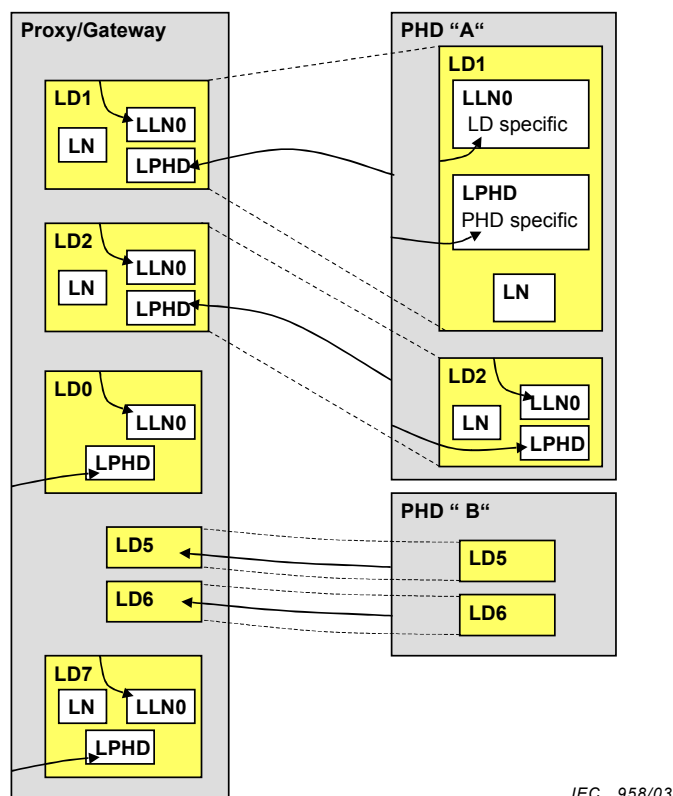 Proxy/Gateway
LD1
LLN0
LN
LPHD
LD2
LLN0
LN
LPHD
LD0
LLN0
LPHD
LD5
LD6
LD7
LN
LLN0
LPHD
PHD “A“
LD1
LLN0
LD specific
LPHD
PHD specific
LN
LD2
LLN0
LN
LPHD
PHD “ B“
LD5
LD6
IEC 958/03